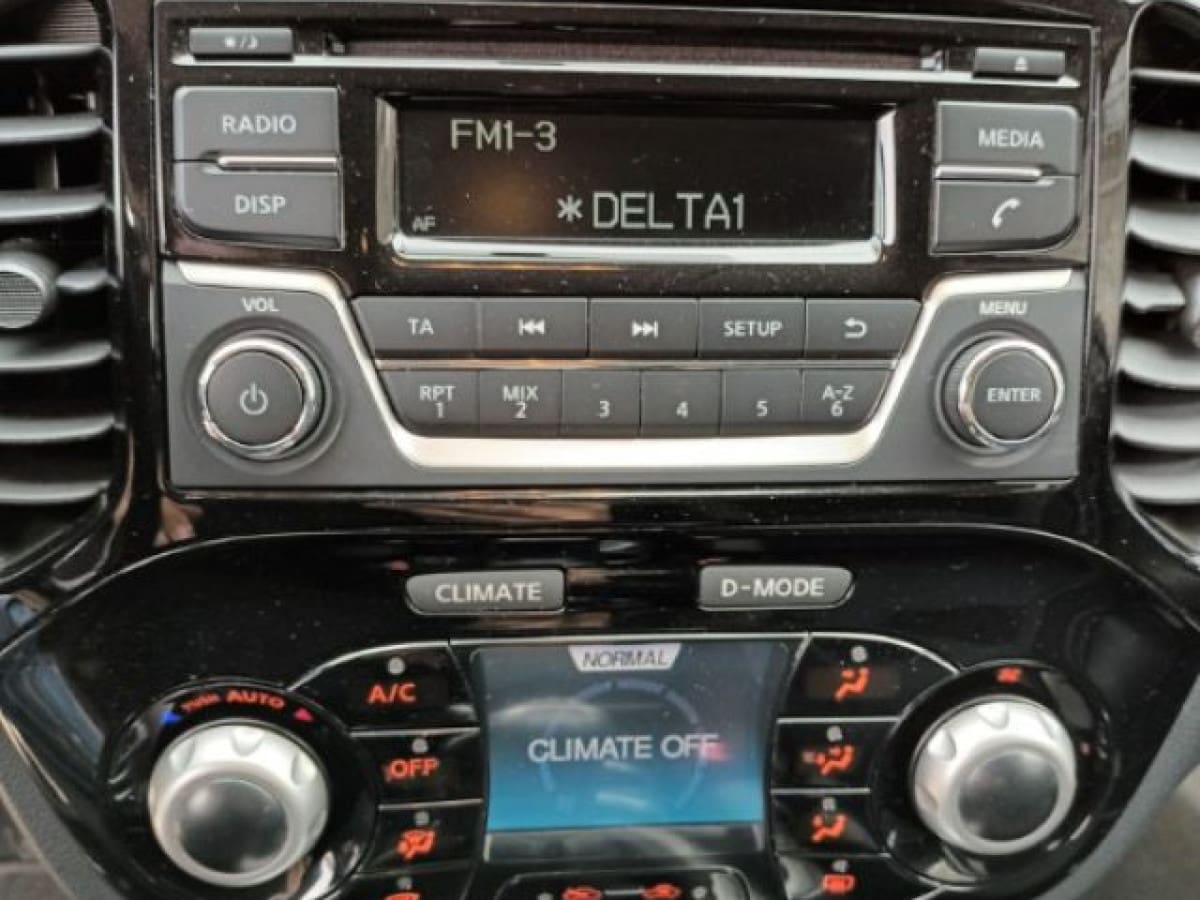 RADIO
DISP
FM1-3
AF
*DELTA1
MEDIA
VOL
MENU
TA
SETUP
RPT
1
MIX
2
3
4
5
A-Z
6
ENTER
CLIMATE
D-MODE
AUTO
A/C
OFF
NORMAL
CLIMATE OFF